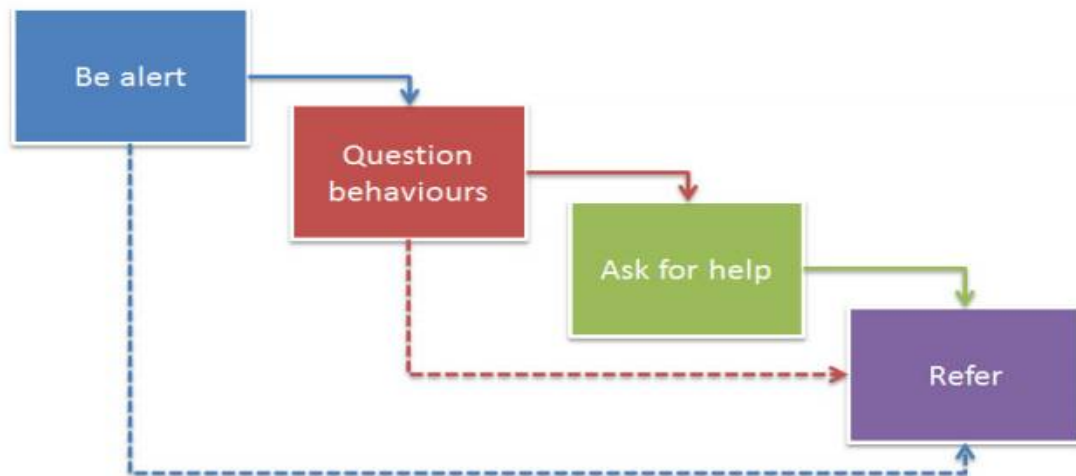 Be alert
Question
behaviours
Ask for help
Refer